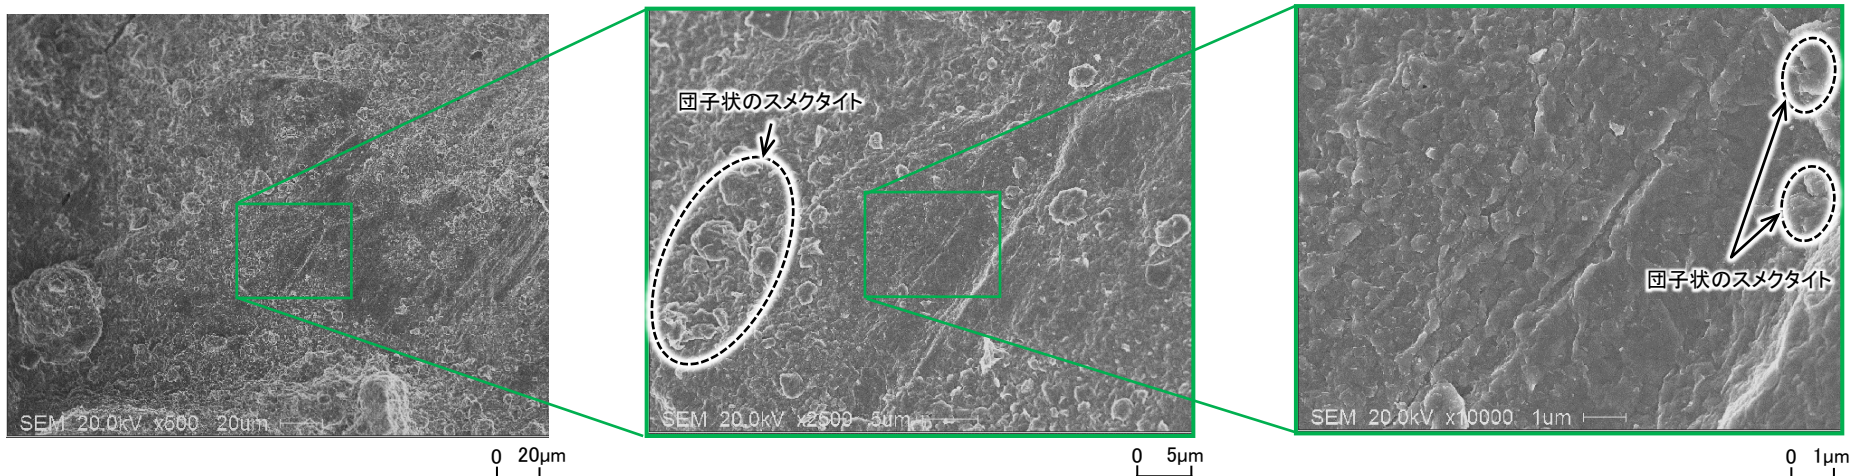 団子状のスメクタイト
団子状のスメクタイト
SEM 20.0kV x500 20um
SEM 20.0kV x2500 5um
SEM 20.0kV x10000 1um
0 20μm
0 5μm
0 1μm